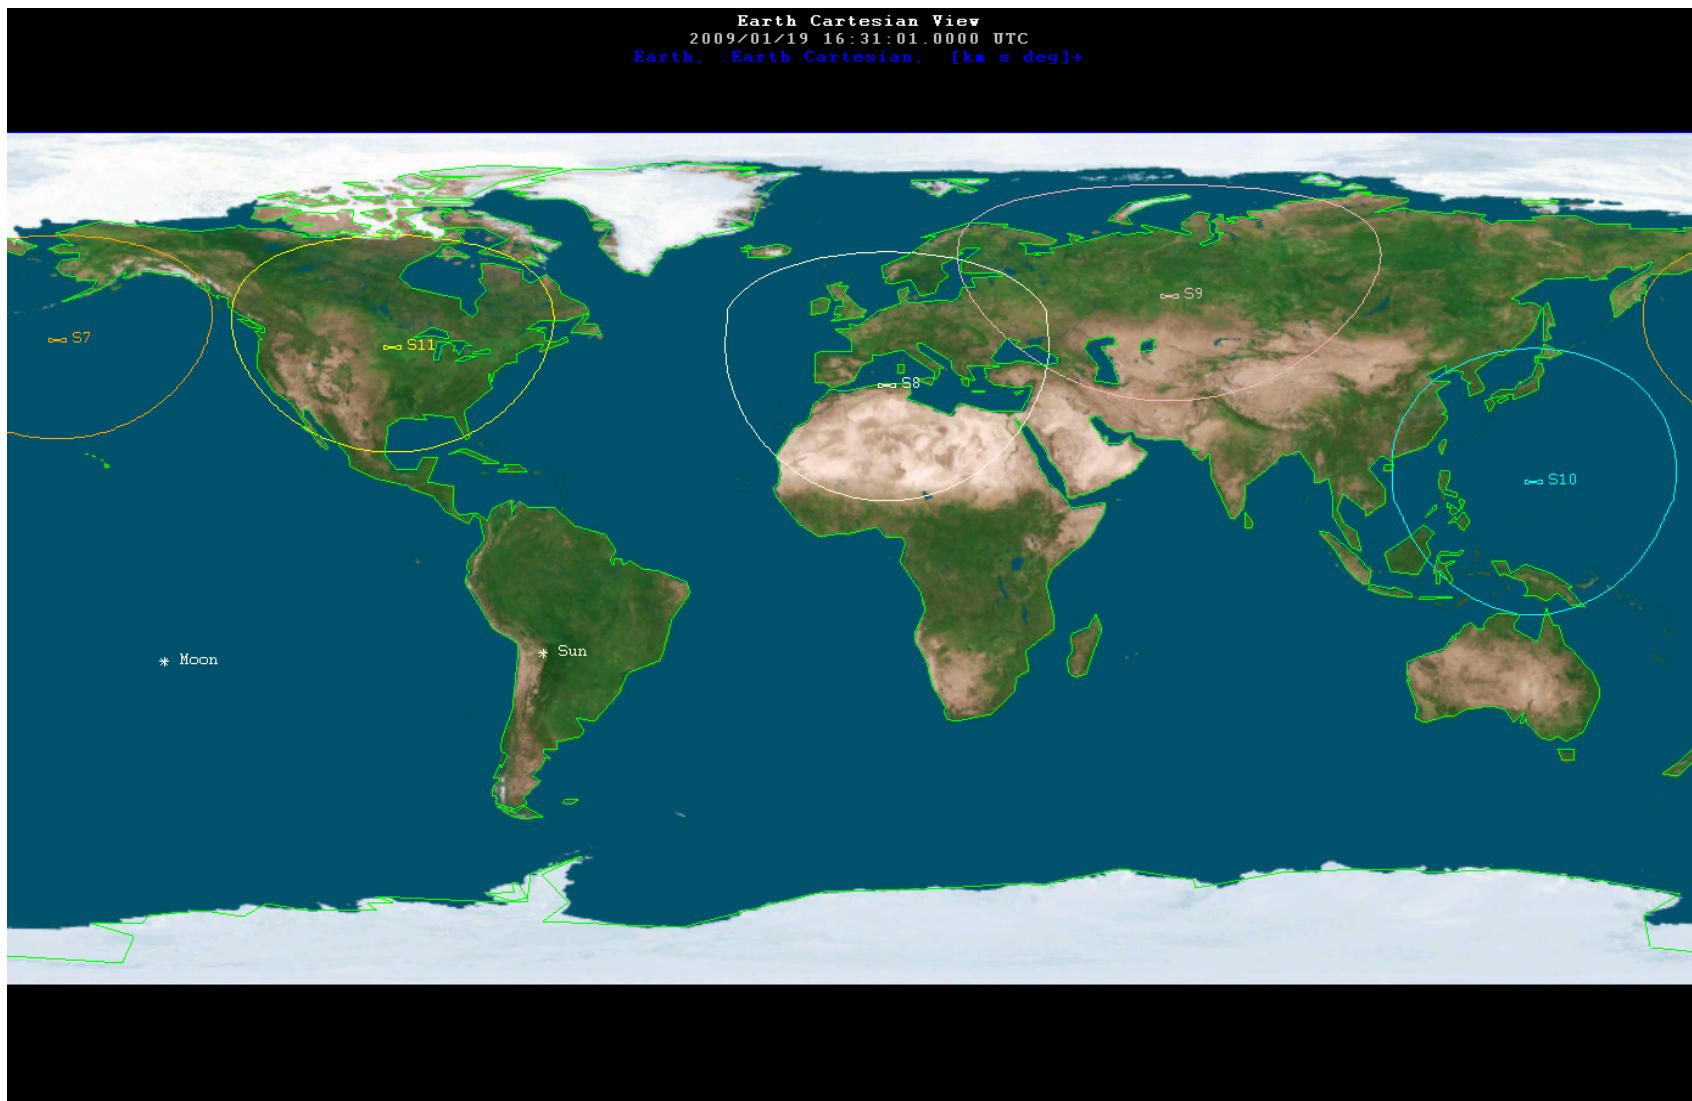 Earth Cartesian View
2009/01/19 16:31:01.0000 UTC
Earth, .Earth Cartesian, [km s deg]+
S9
S7
S11
S8
S10
Sun
Moon